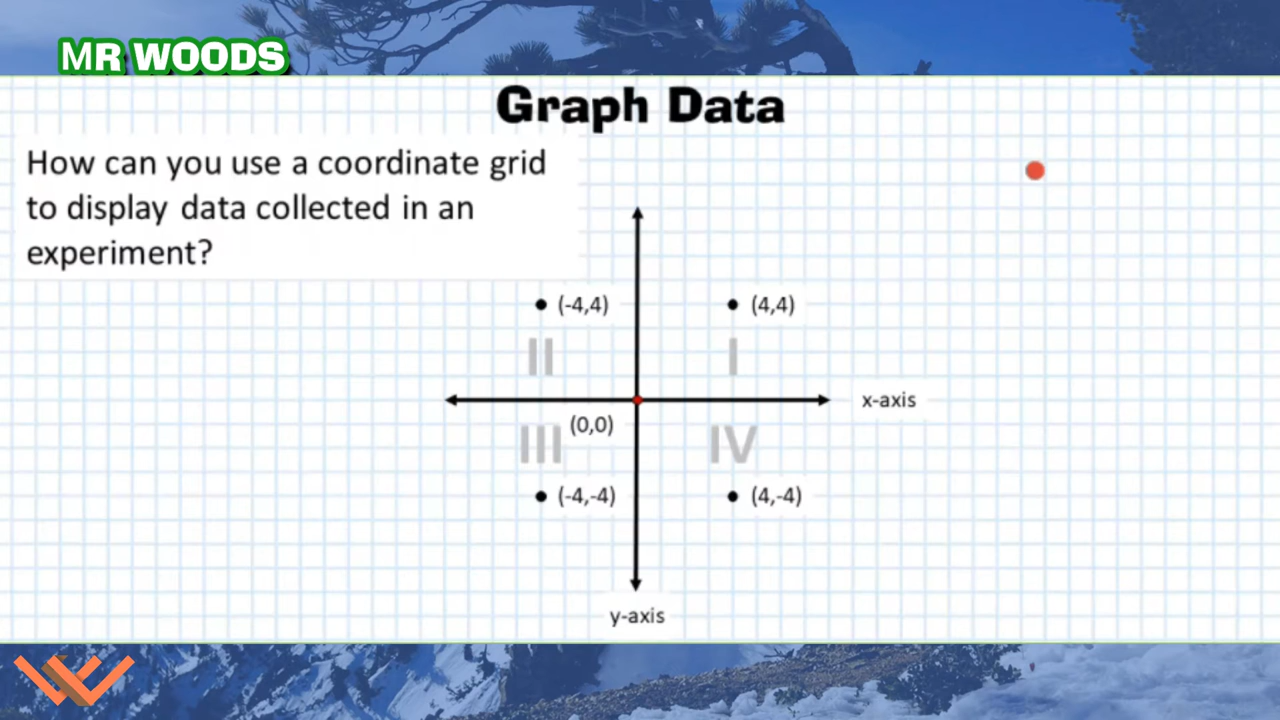 MR WOODS
Graph Data
How can you use a coordinate grid
to display data collected in an
experiment?
(-4,4)
(4,4)
II
I
x-axis
(0,0)
III
IV
(-4,-4)
(4,-4)
y-axis